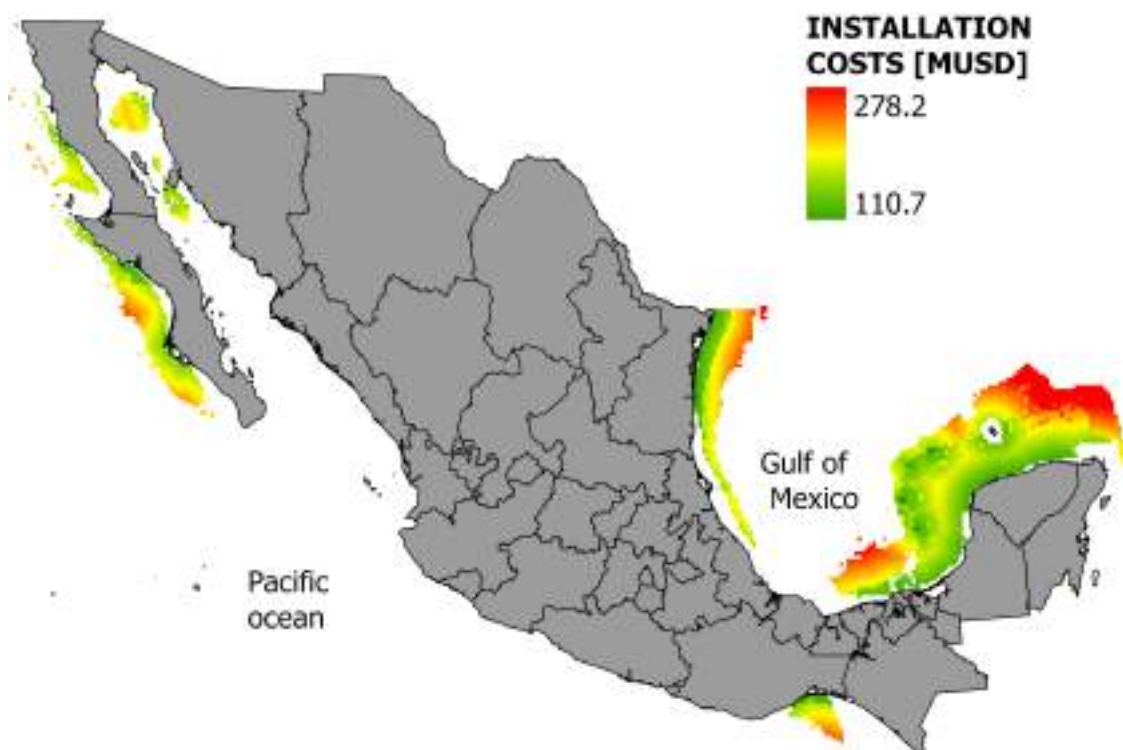 INSTALLATION
COSTS [MUSD]
278.2
110.7
Gulf of
Mexico
Pacific
ocean